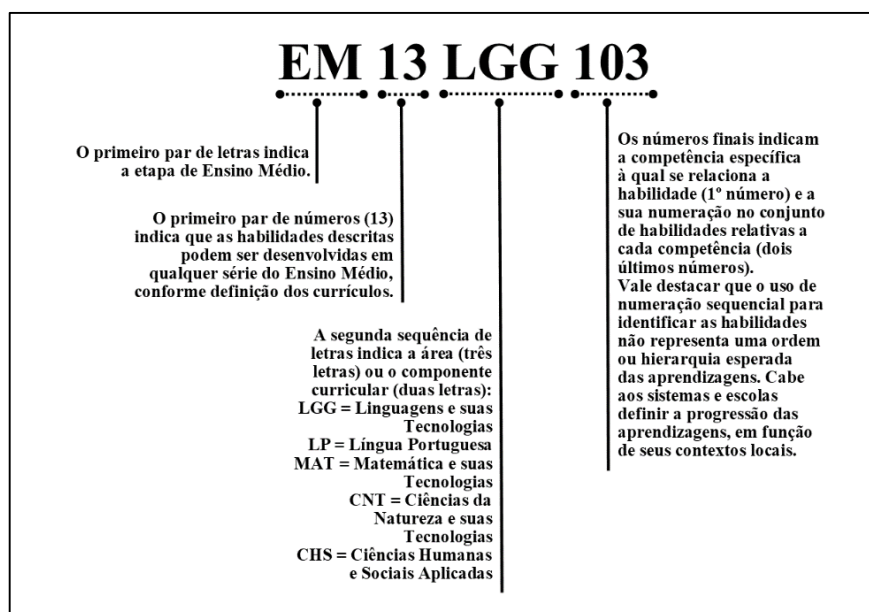 EM 13 LGG 103
O primeiro par de letras indica
a etapa de Ensino Médio.
O primeiro par de números (13)
indica que as habilidades descritas
podem ser desenvolvidas em
qualquer série do Ensino Médio,
conforme definição dos currículos.
A segunda sequência de
letras indica a área (três
letras) ou o componente
curricular (duas letras):
LGG = Linguagens e suas
Tecnologias
LP = Língua Portuguesa
MAT = Matemática e suas
Tecnologias
CNT = Ciências da
Natureza e suas
Tecnologias
CHS = Ciências Humanas
e Sociais Aplicadas
Os números finais indicam
a competência específica
à qual se relaciona a
habilidade (1º número) e a
sua numeração no conjunto
de habilidades relativas a
cada competência (dois
últimos números).
Vale destacar que o uso de
numeração sequencial para
identificar as habilidades
não representa uma ordem
ou hierarquia esperada
das aprendizagens. Cabe
aos sistemas e escolas
definir a progressão das
aprendizagens, em função
de seus contextos locais.